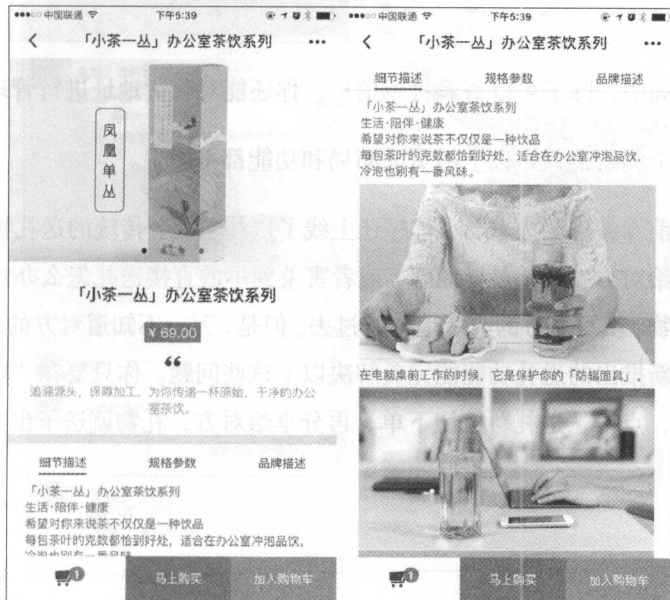 中国联通 下午5:39
「小茶一丛」办公室茶饮系列
凤凰单丛
「小茶一丛」办公室茶饮系列
¥ 69.00
“
追溯源头，保障加工，为你传递一杯原始，干净的办公
室茶饮。
细节描述 规格参数 品牌描述
「小茶一丛」办公室茶饮系列
生活·陪伴·健康
希望对你来说茶不仅仅是一种饮品
每包茶叶的克数都恰到好处，适合在办公室冲泡品饮，
冷泡也别有一番风味
1 马上购买 加入购物车
中国联通 下午5:39
「小茶一丛」办公室茶饮系列
细节描述 规格参数 品牌描述
「小茶一丛」办公室茶饮系列
生活·陪伴·健康
希望对你来说茶不仅仅是一种饮品
每包茶叶的克数都恰到好处，适合在办公室冲泡品饮，
冷泡也别有一番风味。
在电脑桌前工作的时候，它是保护你的「防辐面具」。
1 马上购买 加入购物车